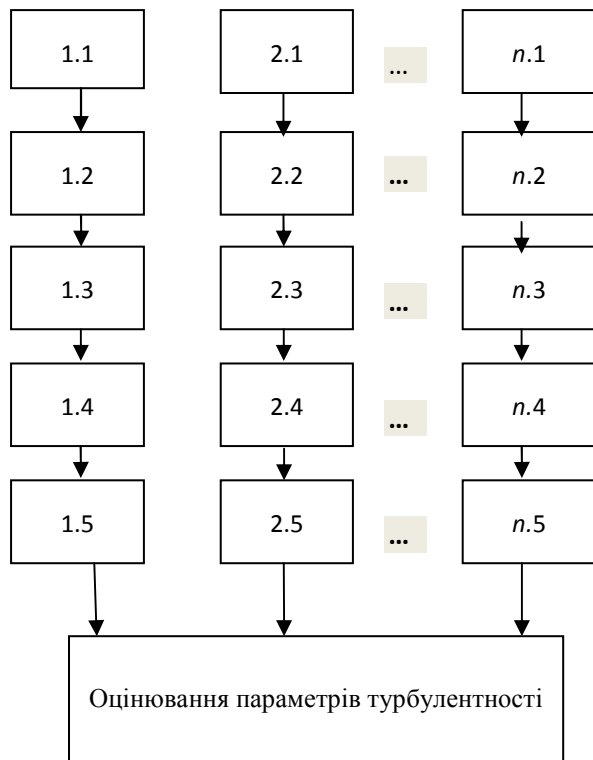 1.1 2.1 ... n.1
1.2 2.2 ... n.2
1.3 2.3 ... n.3
1.4 2.4 ... n.4
1.5 2.5 ... n.5
Оцінювання параметрів турбулентності